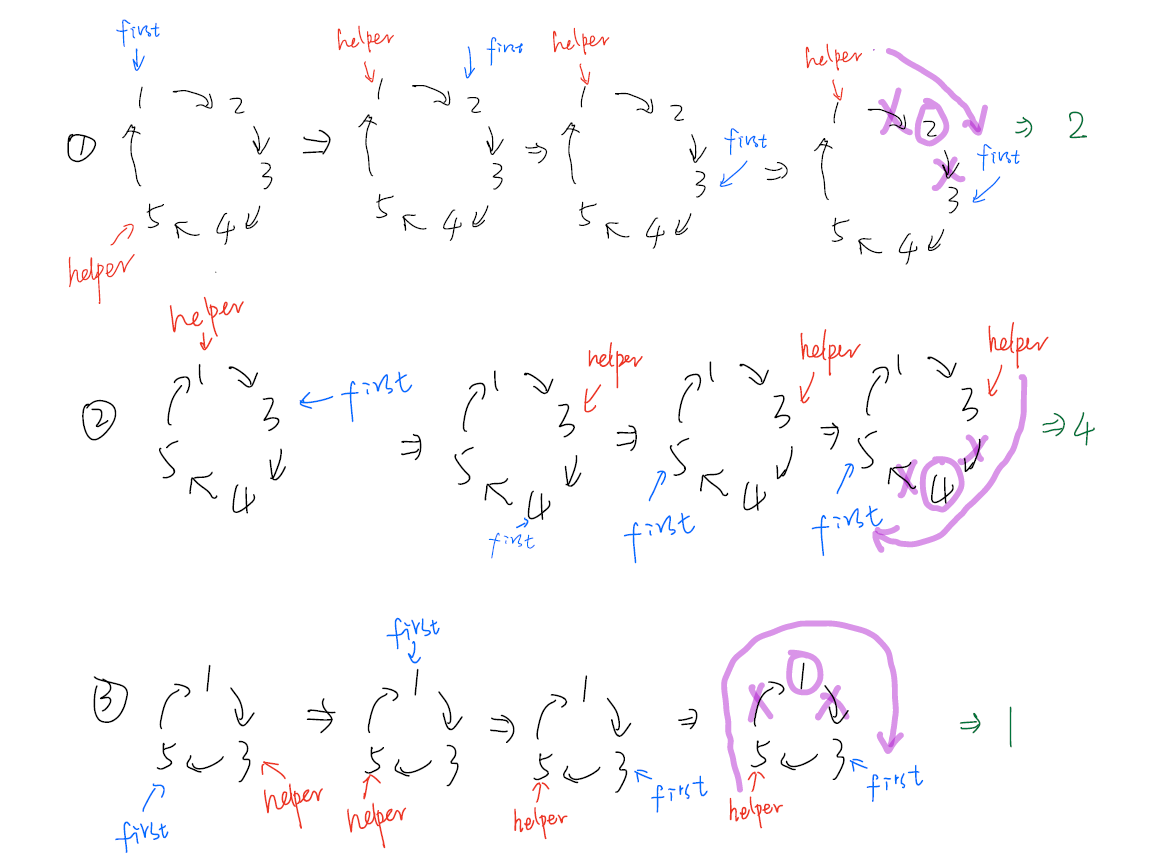 first
helper
first
helper
helper
① 1 2 3 4 5 ⇒ 1 2 3 4 5 ⇒ 1 2 3 4 5 first ⇒ 1 2 3 4 5 first ⇒ 2
helper
helper
② 1 3 4 5 first ⇒ 1 3 4 5 helper first ⇒ 1 3 4 5 helper first ⇒ 1 3 4 5 helper first ⇒ 4
first
③ 1 3 5 ⇒ 1 3 5 ⇒ 1 3 5 ⇒ 1 3 5 ⇒ 1
first helper helper helper first helper first